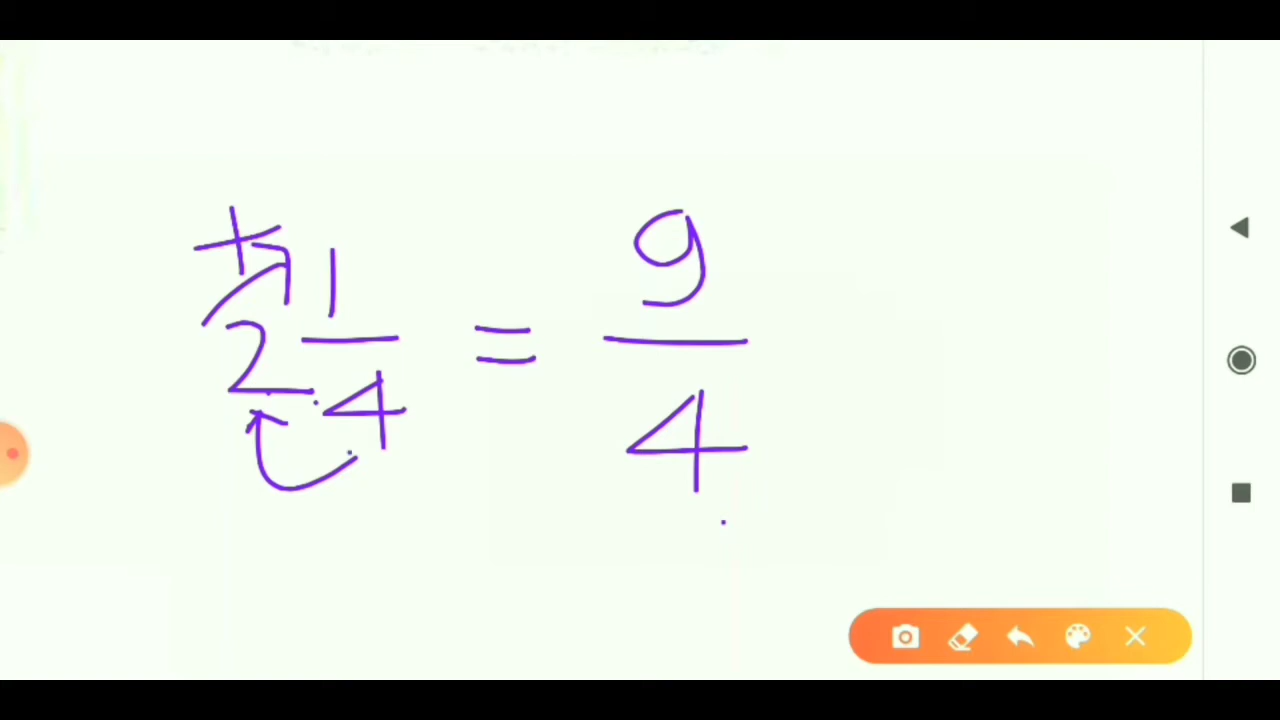 +
2 1/4 = 9/4